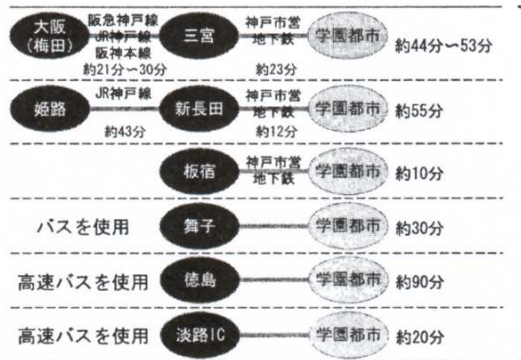 大阪
(梅田)
阪急神戸線
JR神戸線
阪神本線
約21分~30分
三宮
神戸市営
地下鉄
約23分
学園都市
約44分~53分
姫路
JR神戸線
約43分
新長田
神戸市営
地下鉄
約12分
学園都市
約55分
板宿
神戸市営
地下鉄
学園都市
約10分
バスを使用
舞子
学園都市
約30分
高速バスを使用
徳島
学園都市
約90分
高速バスを使用
淡路IC
学園都市
約20分